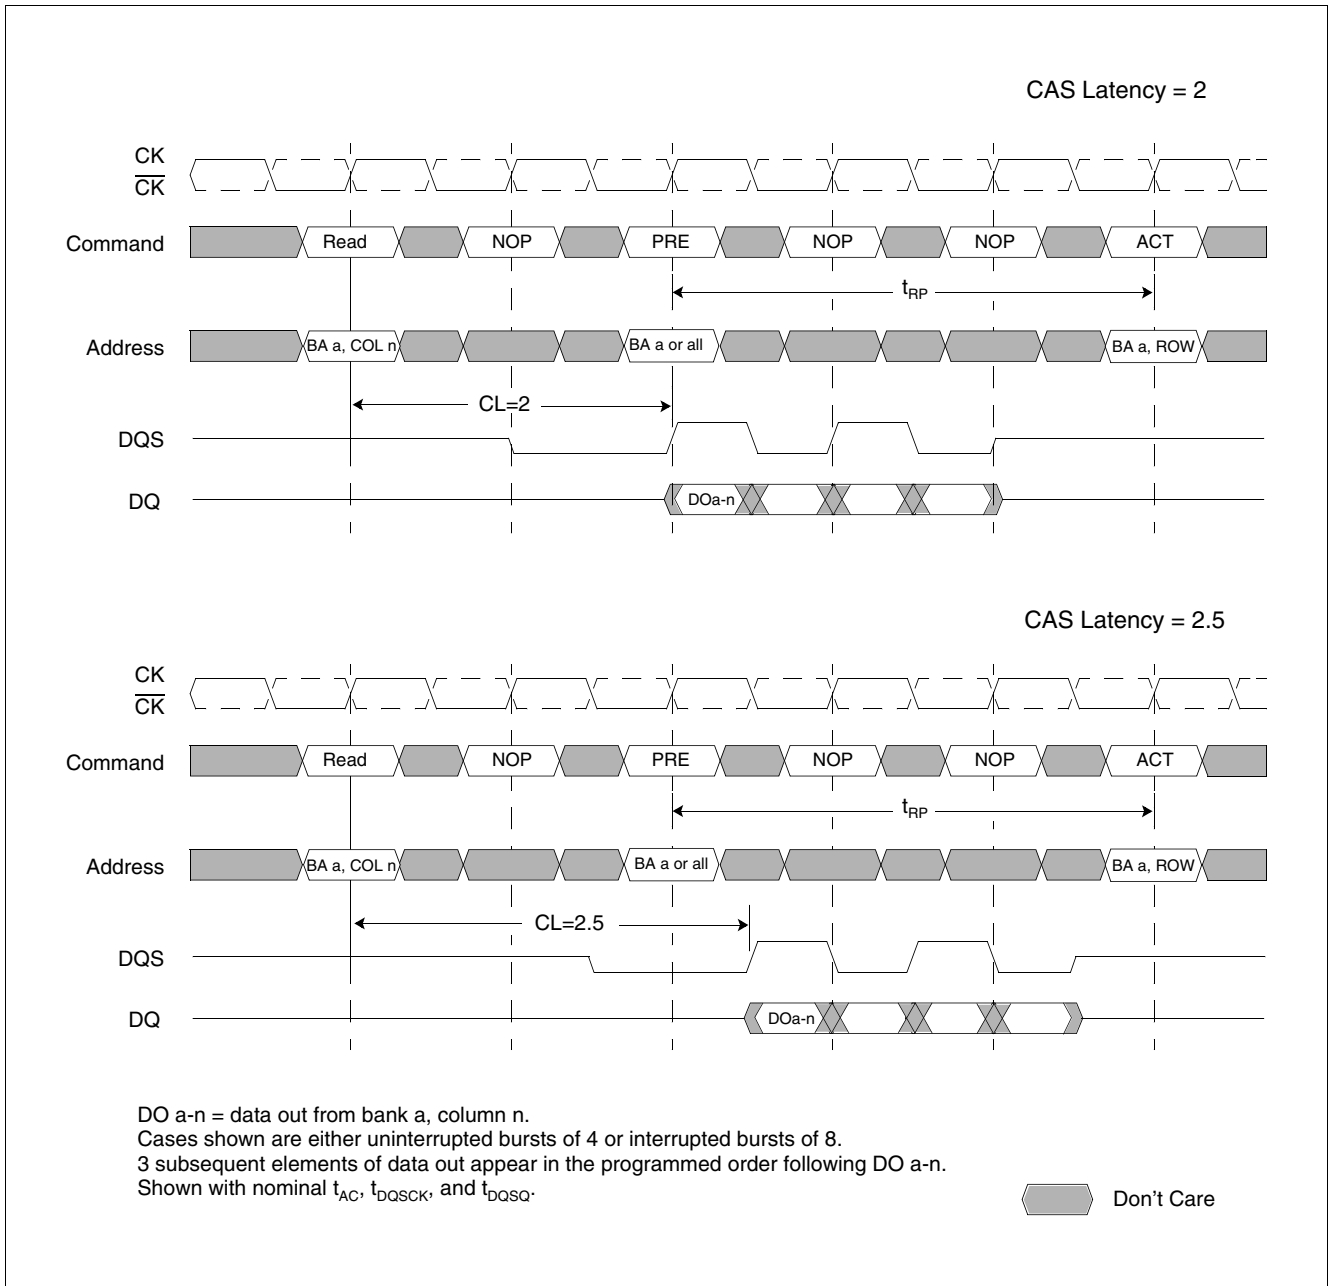 CAS Latency = 2
CK
CK
Command Read NOP PRE NOP NOP ACT
tRP
Address BA a, COL n BA a or all BA a, ROW
CL=2
DQS
DQ DOa-n
CAS Latency = 2.5
CK
CK
Command Read NOP PRE NOP NOP ACT
tRP
Address BA a, COL n BA a or all BA a, ROW
CL=2.5
DQS
DQ DOa-n
DO a-n = data out from bank a, column n.
Cases shown are either uninterrupted bursts of 4 or interrupted bursts of 8.
3 subsequent elements of data out appear in the programmed order following DO a-n.
Shown with nominal tAC, tDQSCK, and tDQSQ.
Don't Care